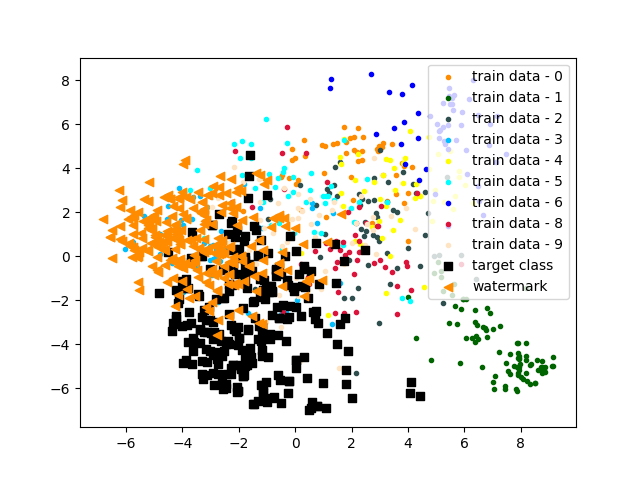 8
6
4
2
0
−2
−4
−6
−6
−4
−2
0
2
4
6
8
train data - 0
train data - 1
train data - 2
train data - 3
train data - 4
train data - 5
train data - 6
train data - 8
train data - 9
target class
watermark